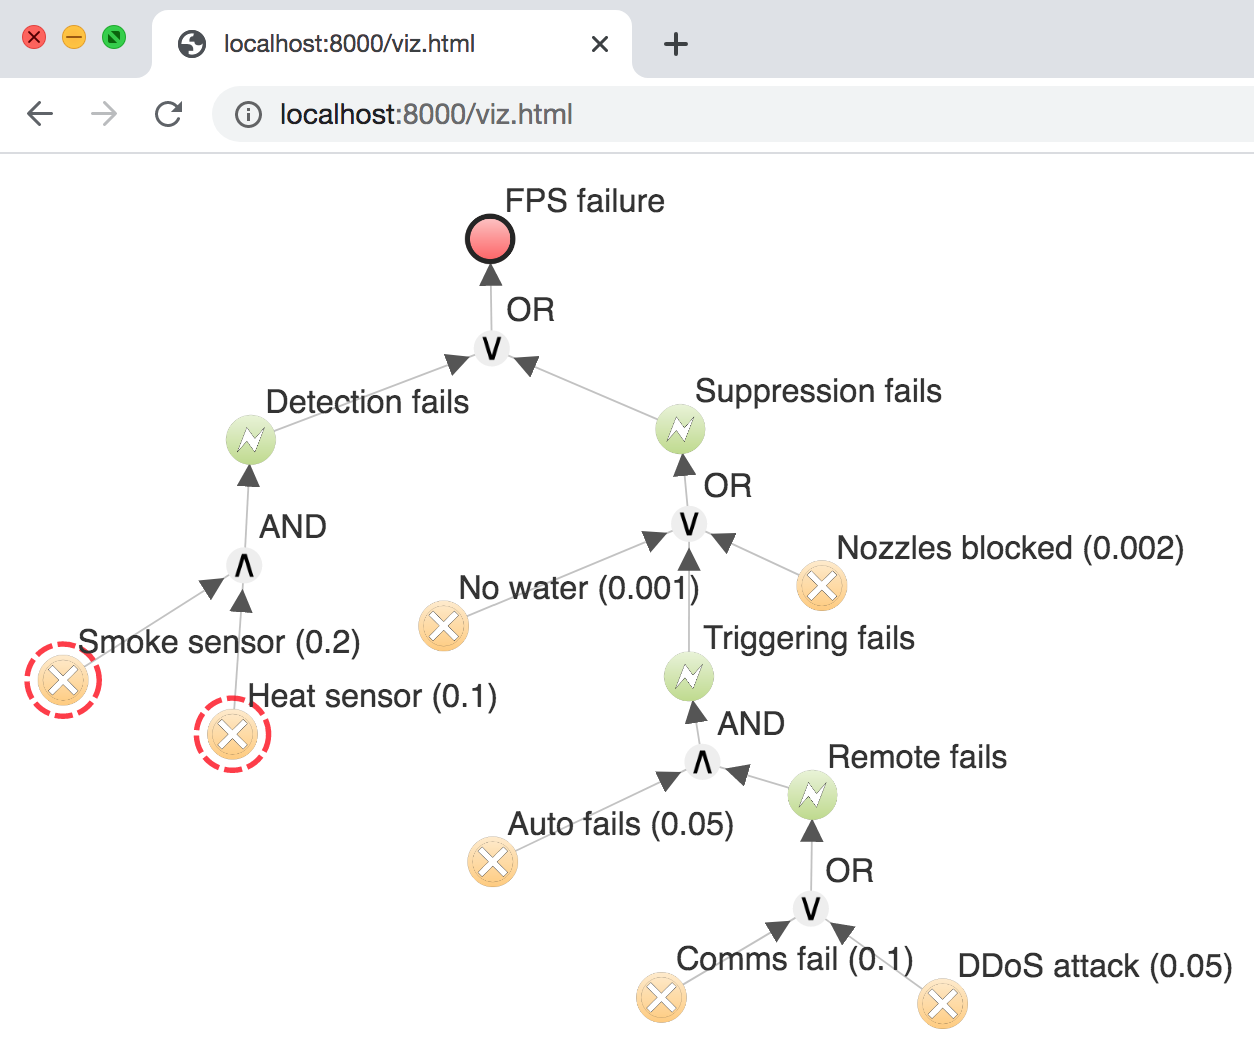 localhost:8000/viz.html
localhost:8000/viz.html
FPS failure
OR
V
Detection fails
Suppression fails
OR
V
AND
Λ
Nozzles blocked (0.002)
No water (0.001)
Smoke sensor (0.2)
Triggering fails
Heat sensor (0.1)
AND
Λ
Remote fails
Auto fails (0.05)
OR
V
Comms fail (0.1)
DDoS attack (0.05)